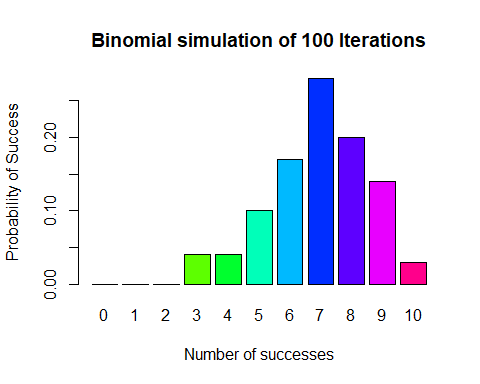 Binomial simulation of 100 Iterations
Probability of Success
0.20
0.10
0.00
0 1 2 3 4 5 6 7 8 9 10
Number of successes